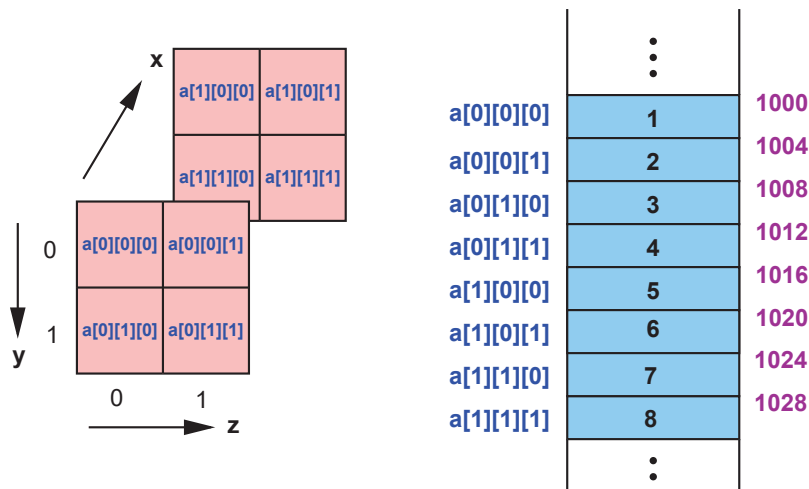 x
a[1][0][0] a[1][0][1]
a[1][1][0] a[1][1][1]
0 a[0][0][0] a[0][0][1]
1 a[0][1][0] a[0][1][1]
y
0 1
z
a[0][0][0] 1 1000
a[0][0][1] 2 1004
a[0][1][0] 3 1008
a[0][1][1] 4 1012
a[1][0][0] 5 1016
a[1][0][1] 6 1020
a[1][1][0] 7 1024
a[1][1][1] 8 1028